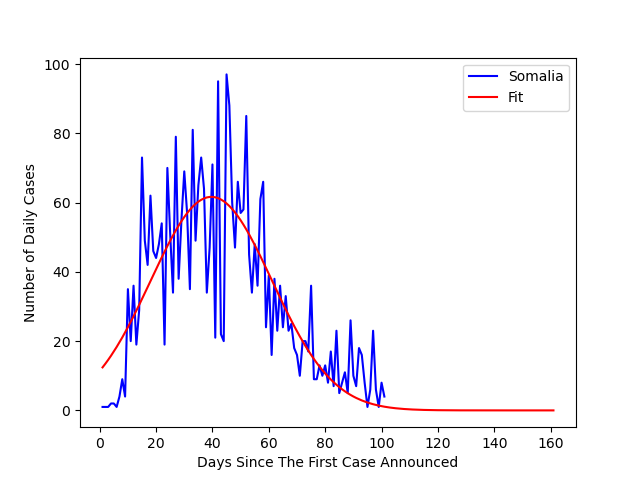 Somalia
Fit
100
80
60
40
20
0
Number of Daily Cases
0 20 40 60 80 100 120 140 160
Days Since The First Case Announced